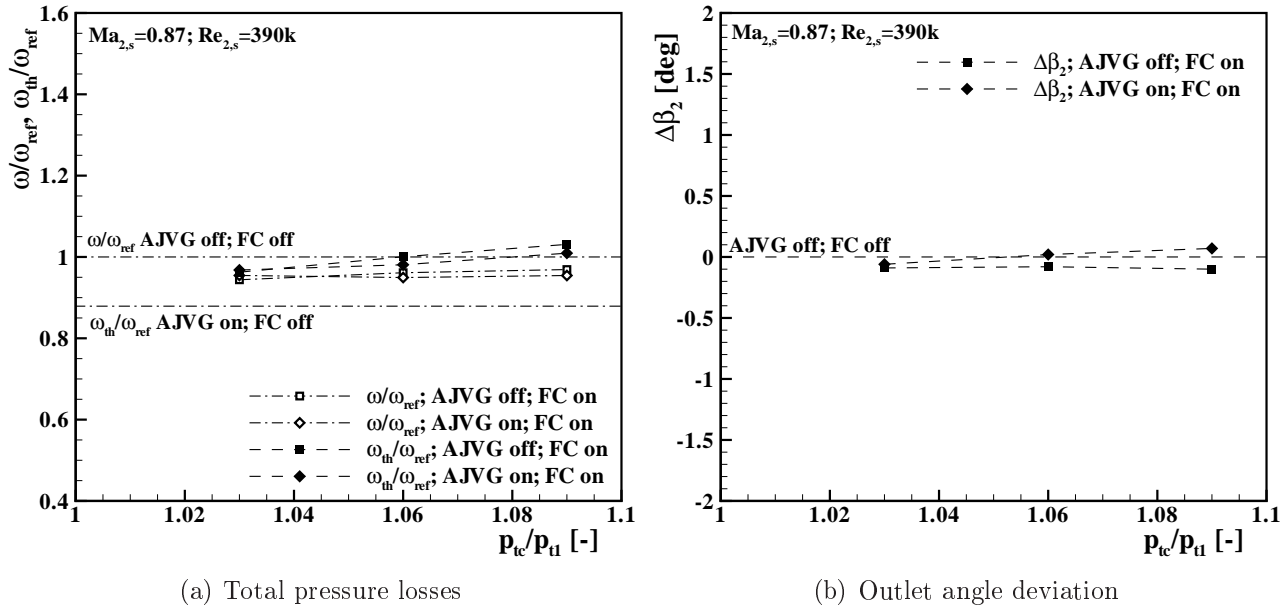 Ma2,s=0.87; Re2,s=390k
ω/ωref, ωth/ωref
1.6
1.4
1.2
1
0.8
0.6
0.4
ω/ωref AJVG off; FC off
ωth/ωref AJVG on; FC off
ω/ωref; AJVG off; FC on
ω/ωref; AJVG on; FC on
ωth/ωref; AJVG off; FC on
ωth/ωref; AJVG on; FC on
1 1.02 1.04 1.06 1.08 1.1
ptc/pt1 [-]
(a) Total pressure losses
Ma2,s=0.87; Re2,s=390k
Δβ2 [deg]
2
1.5
1
0.5
0
-0.5
-1
-1.5
-2
Δβ2; AJVG off; FC on
Δβ2; AJVG on; FC on
AJVG off; FC off
1 1.02 1.04 1.06 1.08 1.1
ptc/pt1 [-]
(b) Outlet angle deviation